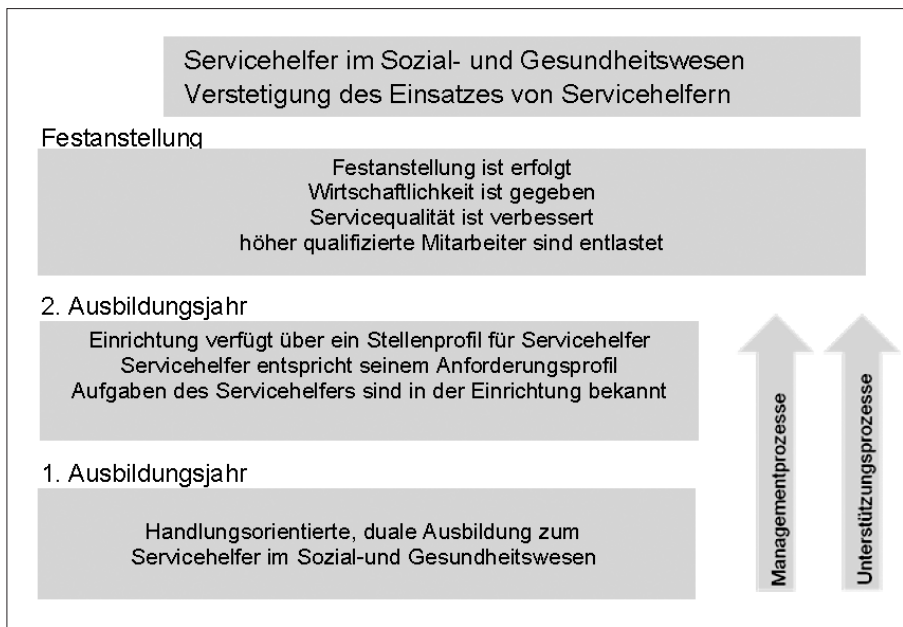 Servicehelfer im Sozial- und Gesundheitswesen
Verstetigung des Einsatzes von Servicehelfern
Festanstellung
Festanstellung ist erfolgt
Wirtschaftlichkeit ist gegeben
Servicequalität ist verbessert
höher qualifizierte Mitarbeiter sind entlastet
2. Ausbildungsjahr
Einrichtung verfügt über ein Stellenprofil für Servicehelfer
Servicehelfer entspricht seinem Anforderungsprofil
Aufgaben des Servicehelfers sind in der Einrichtung bekannt
1. Ausbildungsjahr
Handlungsorientierte, duale Ausbildung zum
Servicehelfer im Sozial-und Gesundheitswesen
Managementprozesse
Unterstützungsprozesse